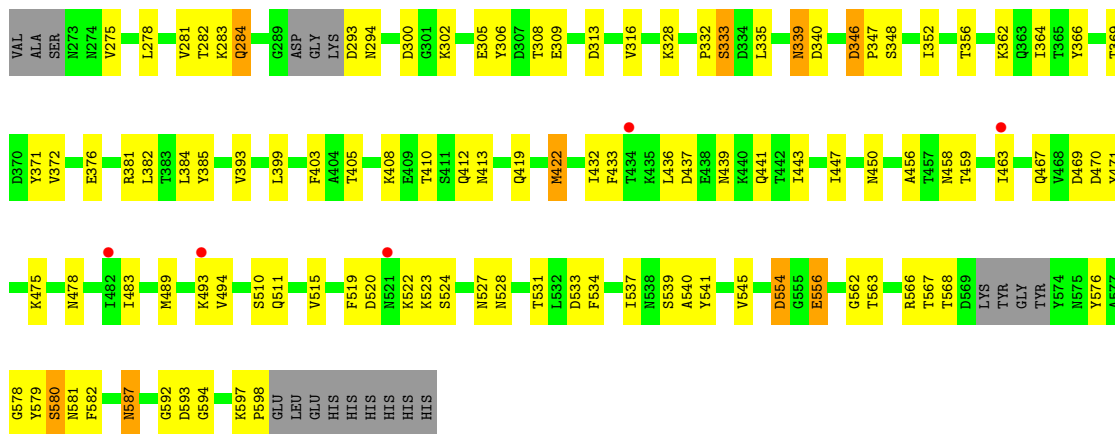 VAL ALA SER N273 N274 V275 L278 V281 T282 K283 Q284 G289 ASP GLY LYS D293 N294 D300 G301 K302 E305 Y306 D307 T308 E309 D313 V316 K328 P332 S333 D334 L335 N339 D340 D346 P347 S348 I352 T356 K362 Q363 I364 T365 Y366
D370 Y371 V372 E376 R381 L382 T383 L384 Y385 V393 L399 F403 A404 T405 K408 E409 T410 S411 Q412 N413 Q419 M422 I432 F433 T434 K435 L436 D437 E438 N439 K440 Q441 T442 I443 I447 N450 A456 T457 N458 T459 I463 Q467 V468 D469 D470
K475 N478 I482 I483 M489 K493 V494 S510 Q511 V515 F519 D520 N521 K522 K523 S524 N527 N528 T531 L532 D533 F534 I537 N538 S539 A540 Y541 V545 D554 G555 E556 G562 T563 R566 T567 T568 D569 LYS TYR GLY TYR Y574 N575 Y576
G578 Y579 S580 N581 F582 N587 G592 D593 G594 K597 P598 GLU LEU GLU HIS HIS HIS HIS HIS HIS